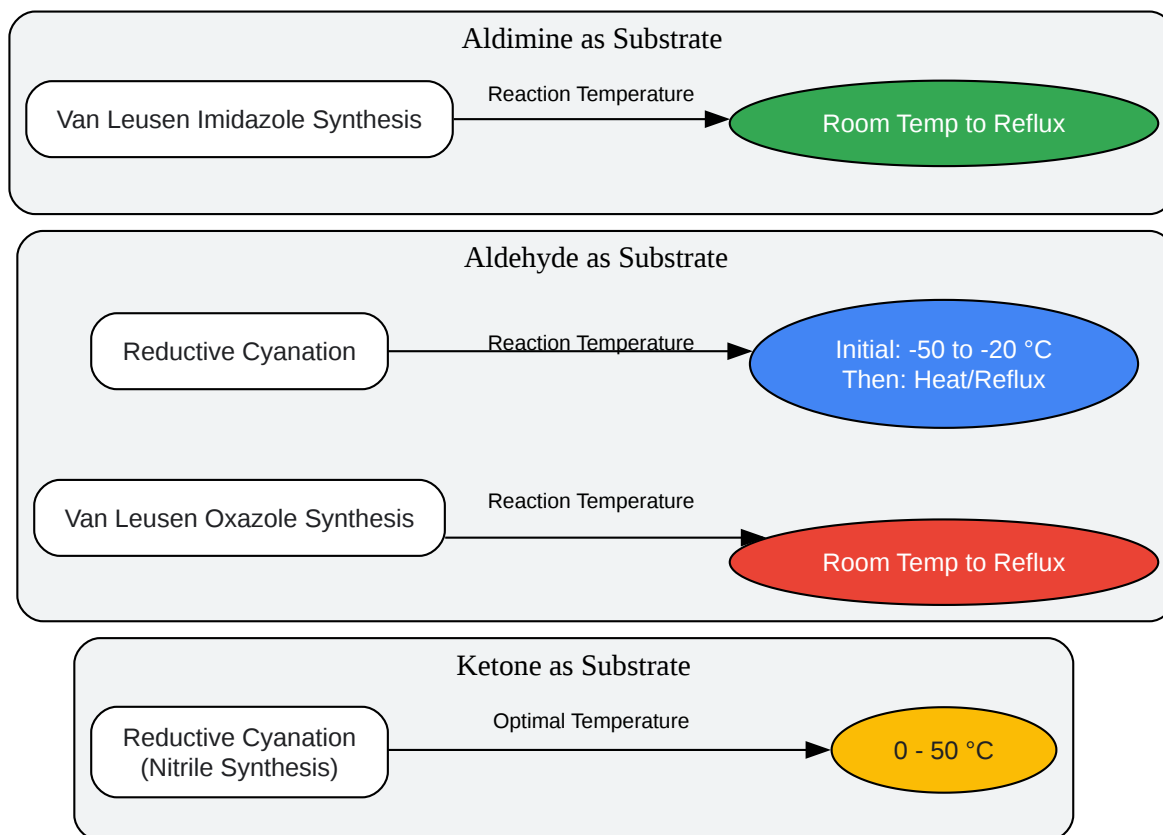 Aldimine as Substrate
Van Leusen Imidazole Synthesis
Reaction Temperature
Room Temp to Reflux
Aldehyde as Substrate
Reductive Cyanation
Reaction Temperature
Initial: -50 to -20 °C
Then: Heat/Reflux
Van Leusen Oxazole Synthesis
Reaction Temperature
Room Temp to Reflux
Ketone as Substrate
Reductive Cyanation
(Nitrile Synthesis)
Optimal Temperature
0 - 50 °C